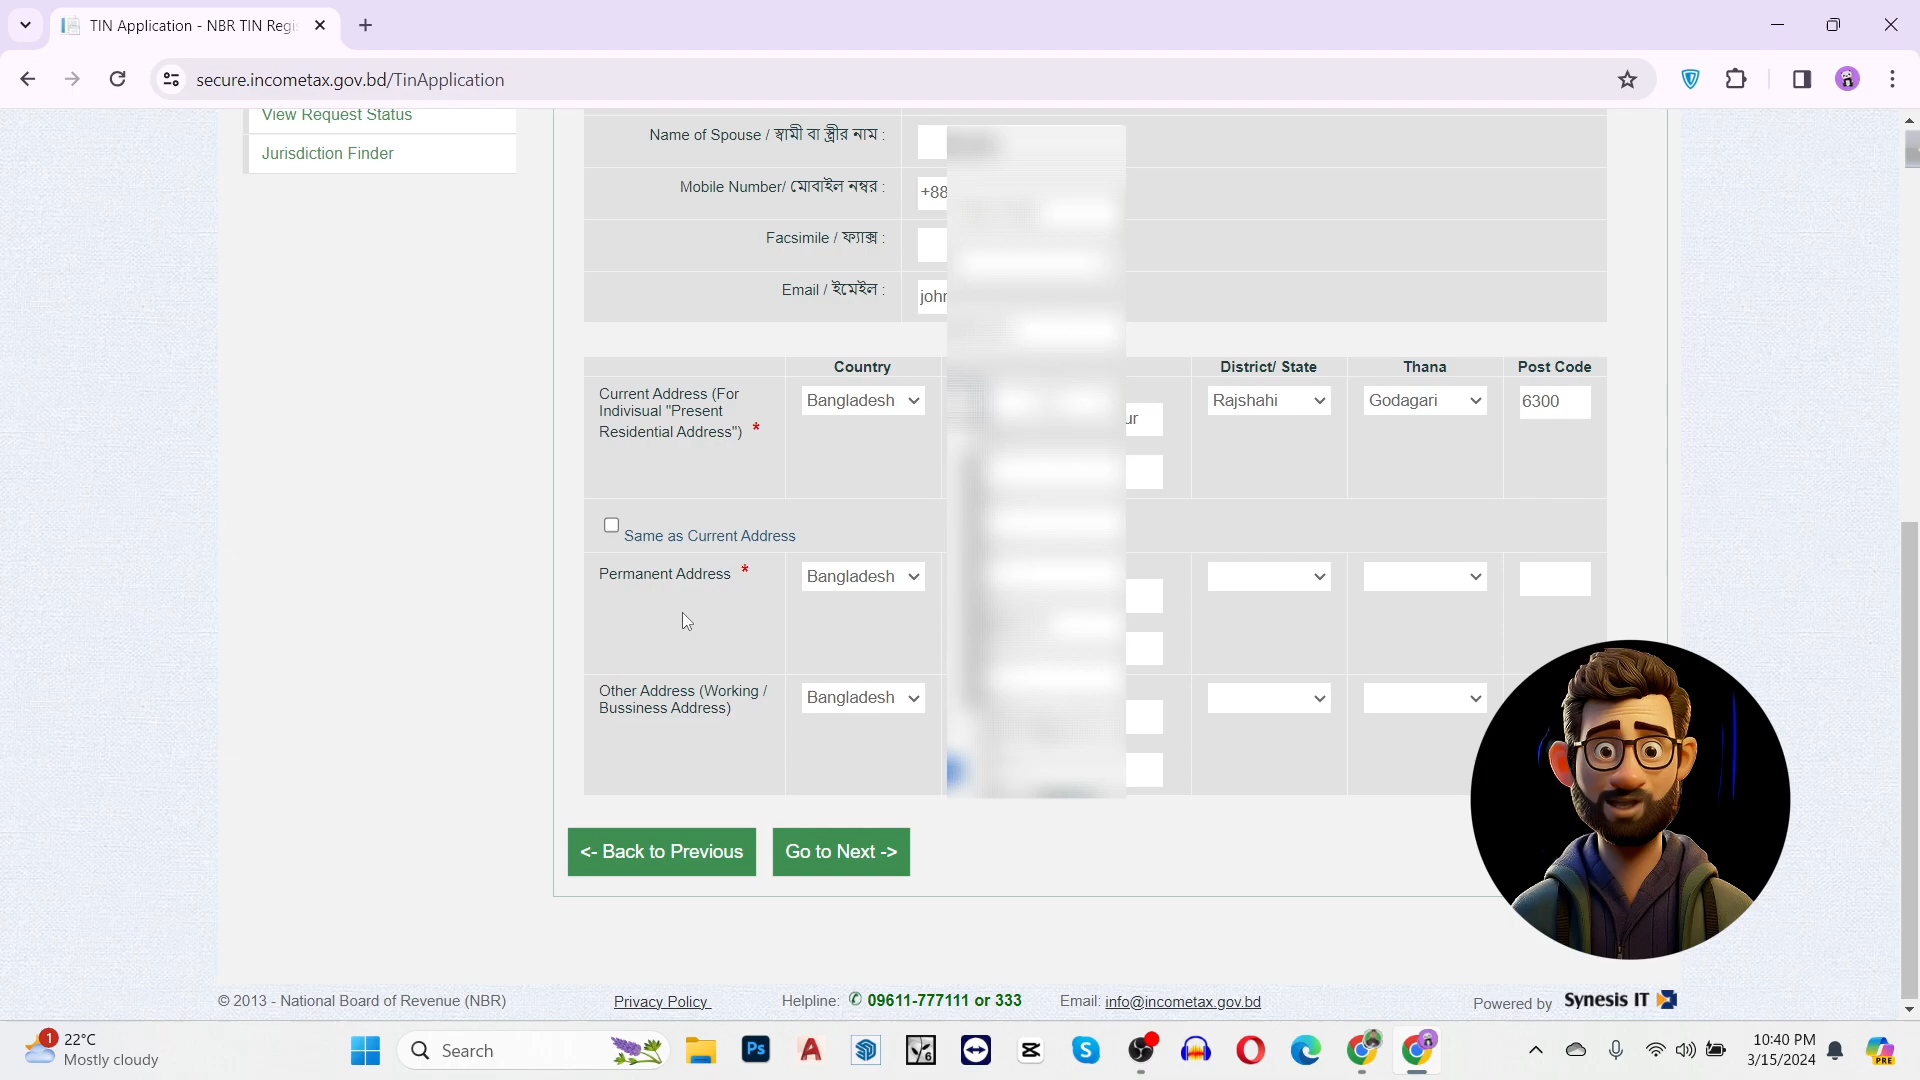 TIN Application - NBR TIN Regi
secure.incometax.gov.bd/TinApplication
View Request Status
Jurisdiction Finder
Name of Spouse / স্বামী বা স্ত্রীর নাম :
Mobile Number/ মোবাইল নম্বর :
+88
Facsimile / ফ্যাক্স :
Email / ইমেইল :
john
Country
District/ State
Thana
Post Code
Current Address (For
Indivisual "Present
Residential Address") *
Bangladesh
ur
Rajshahi
Godagari
6300
Same as Current Address
Permanent Address *
Bangladesh
Other Address (Working /
Bussiness Address)
Bangladesh
<- Back to Previous
Go to Next ->
© 2013 - National Board of Revenue (NBR)
Privacy Policy
Helpline: 09611-777111 or 333
Email: info@incometax.gov.bd
Powered by Synesis IT
1
22°C
Mostly cloudy
Search
Ps
6
10:40 PM
3/15/2024
PRE